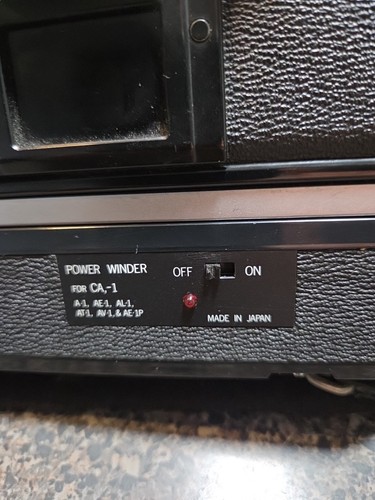 POWER WINDER
OFF ON
FOR CA,-1
A-1, AE-1, AL-1,
AT-1, AV-1, & AE-1P
MADE IN JAPAN